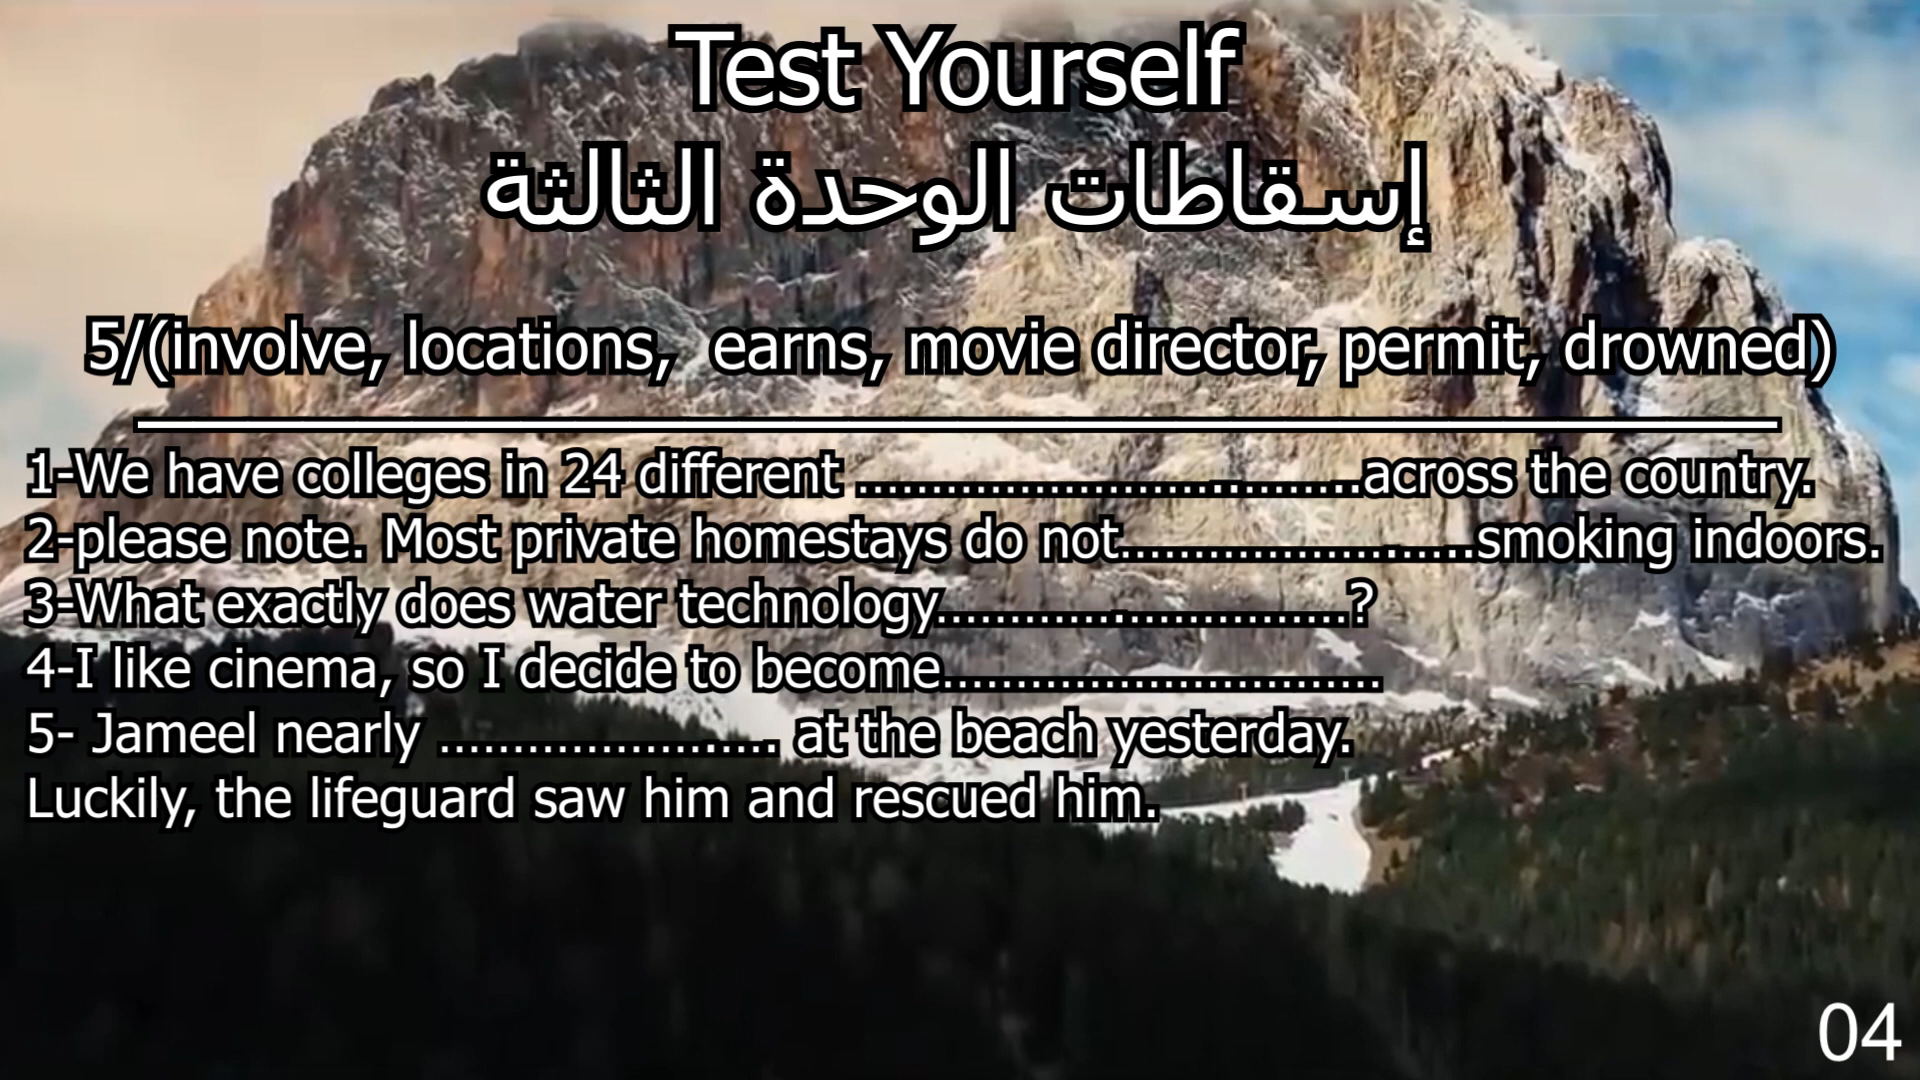 Test Yourself
إسقاطات الوحدة الثالثة
5/(involve, locations,  earns, movie director, permit, drowned)
1-We have colleges in 24 different ......................................across the country.
2-please note. Most private homestays do not...........................smoking indoors.
3-What exactly does water technology..............................?
4-I like cinema, so I decide to become................................
5- Jameel nearly ......................... at the beach yesterday.
Luckily, the lifeguard saw him and rescued him.
04